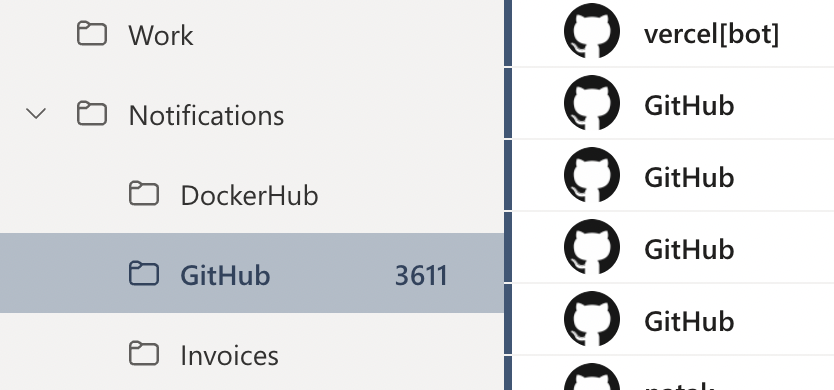 Work
Notifications
DockerHub
GitHub 3611
Invoices
vercel[bot]
GitHub
GitHub
GitHub
GitHub